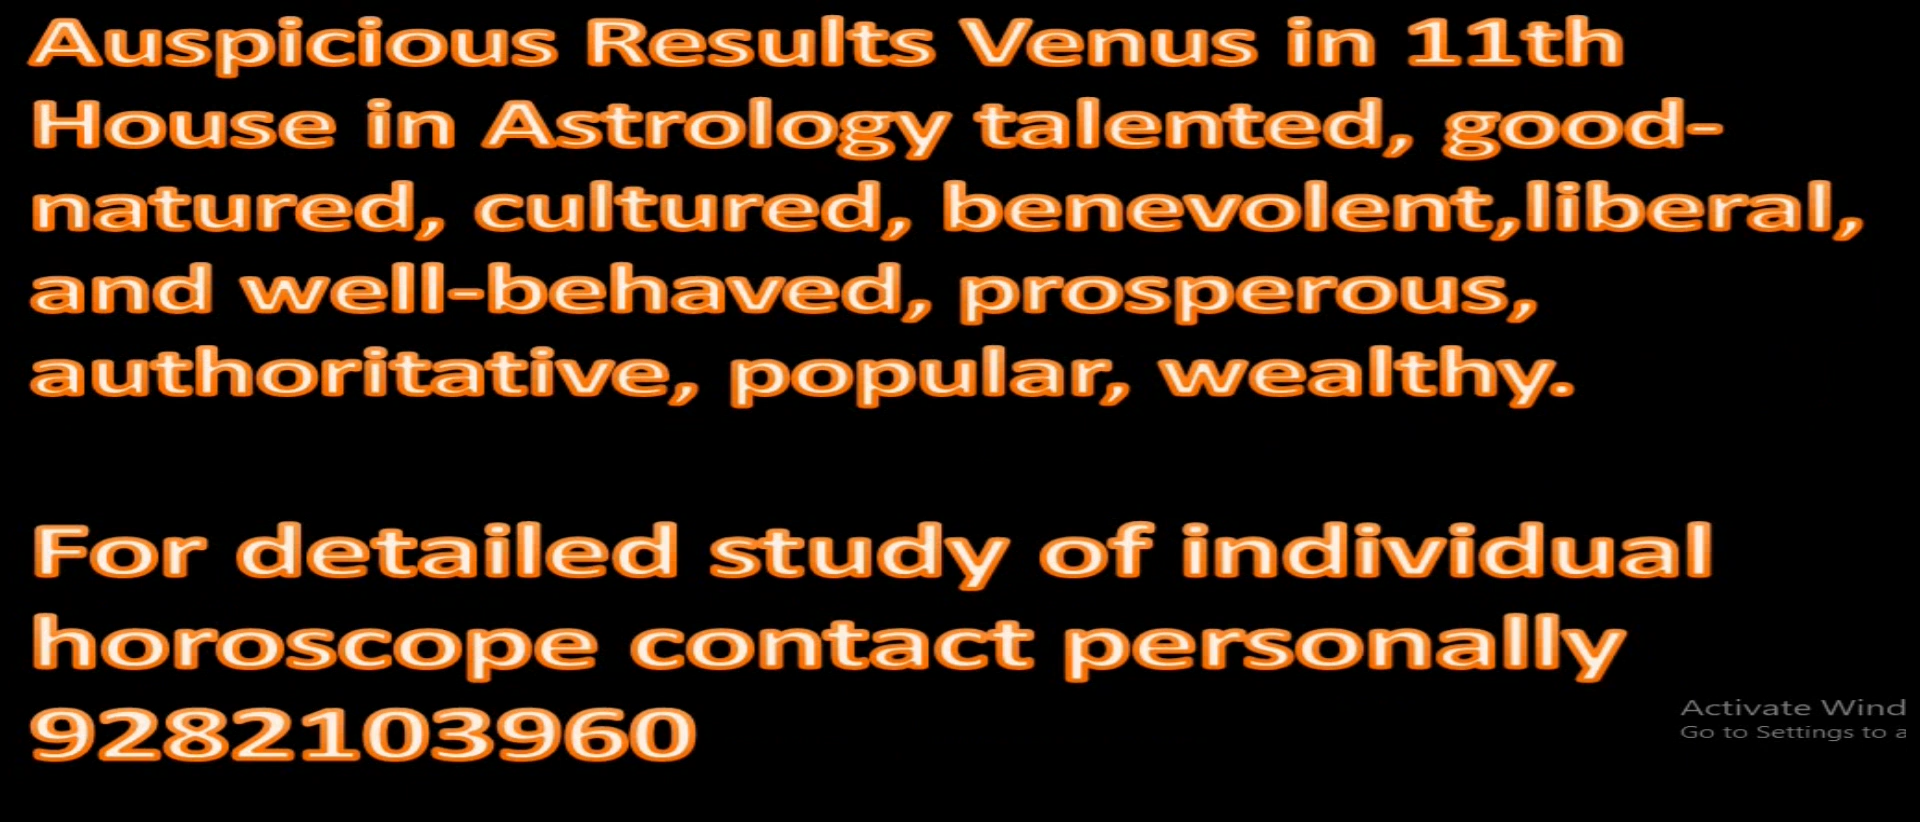 Auspicious Results Venus in 11th
House in Astrology talented, good-
natured, cultured, benevolent,liberal,
and well-behaved, prosperous,
authoritative, popular, wealthy.
For detailed study of individual
horoscope contact personally
9282103960
Activate Wind
Go to Settings to a